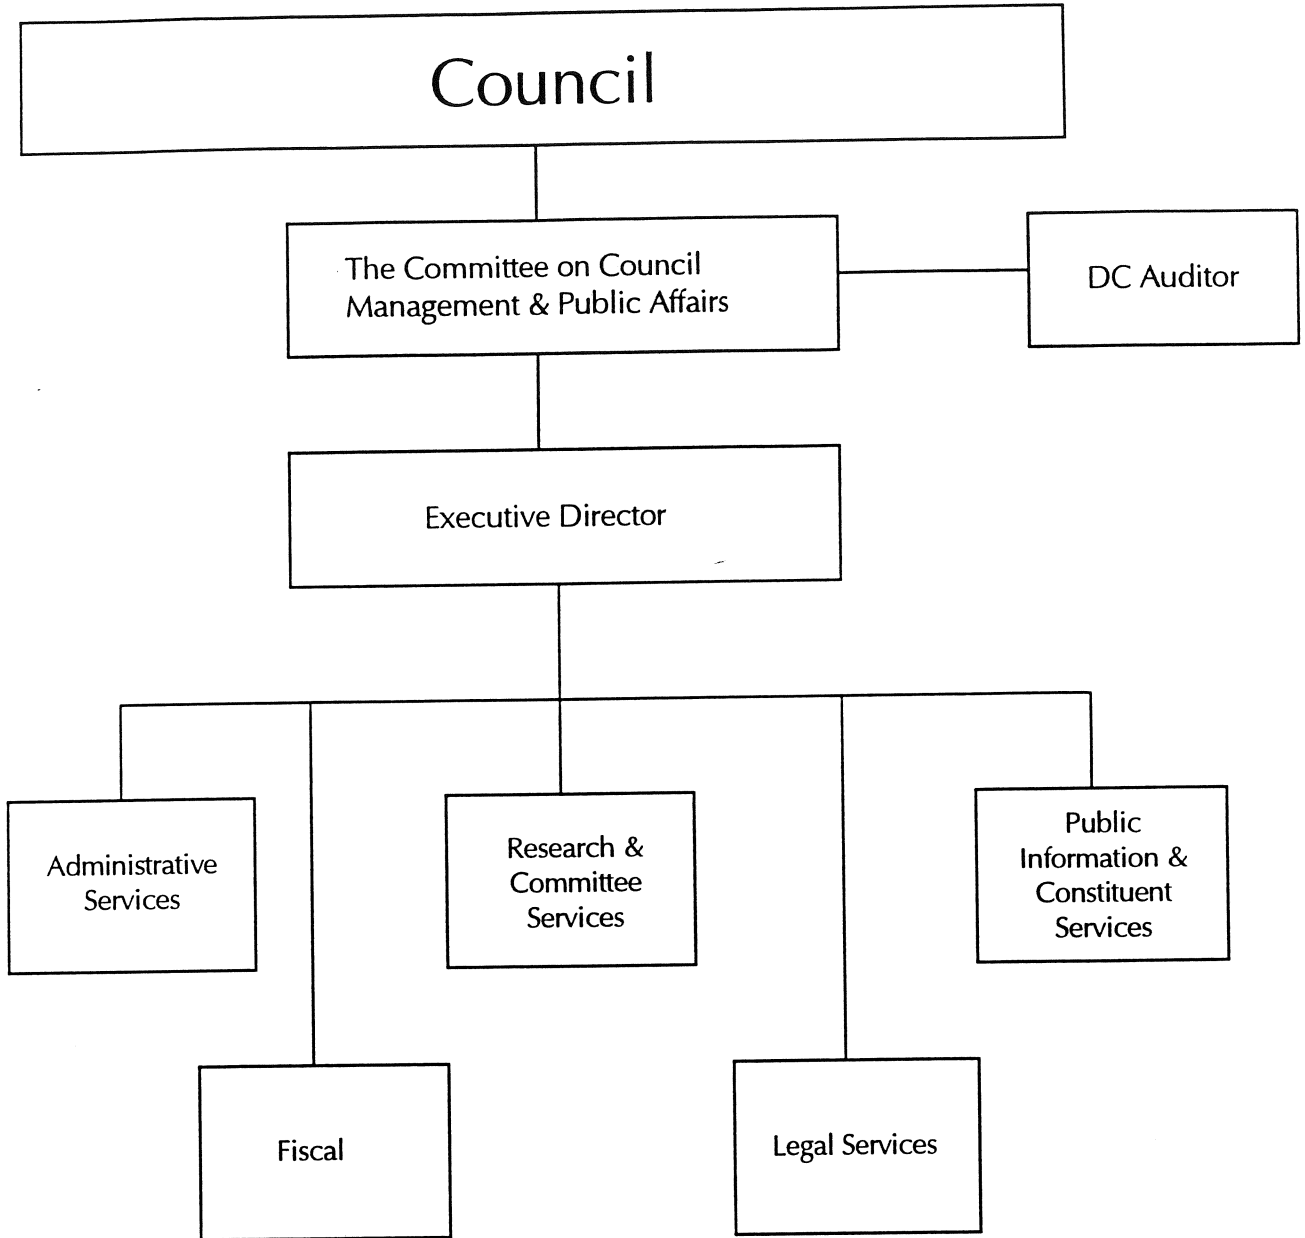 Council
The Committee on Council
Management & Public Affairs
DC Auditor
Executive Director
Administrative
Services
Research &
Committee
Services
Public
Information &
Constituent
Services
Fiscal
Legal Services